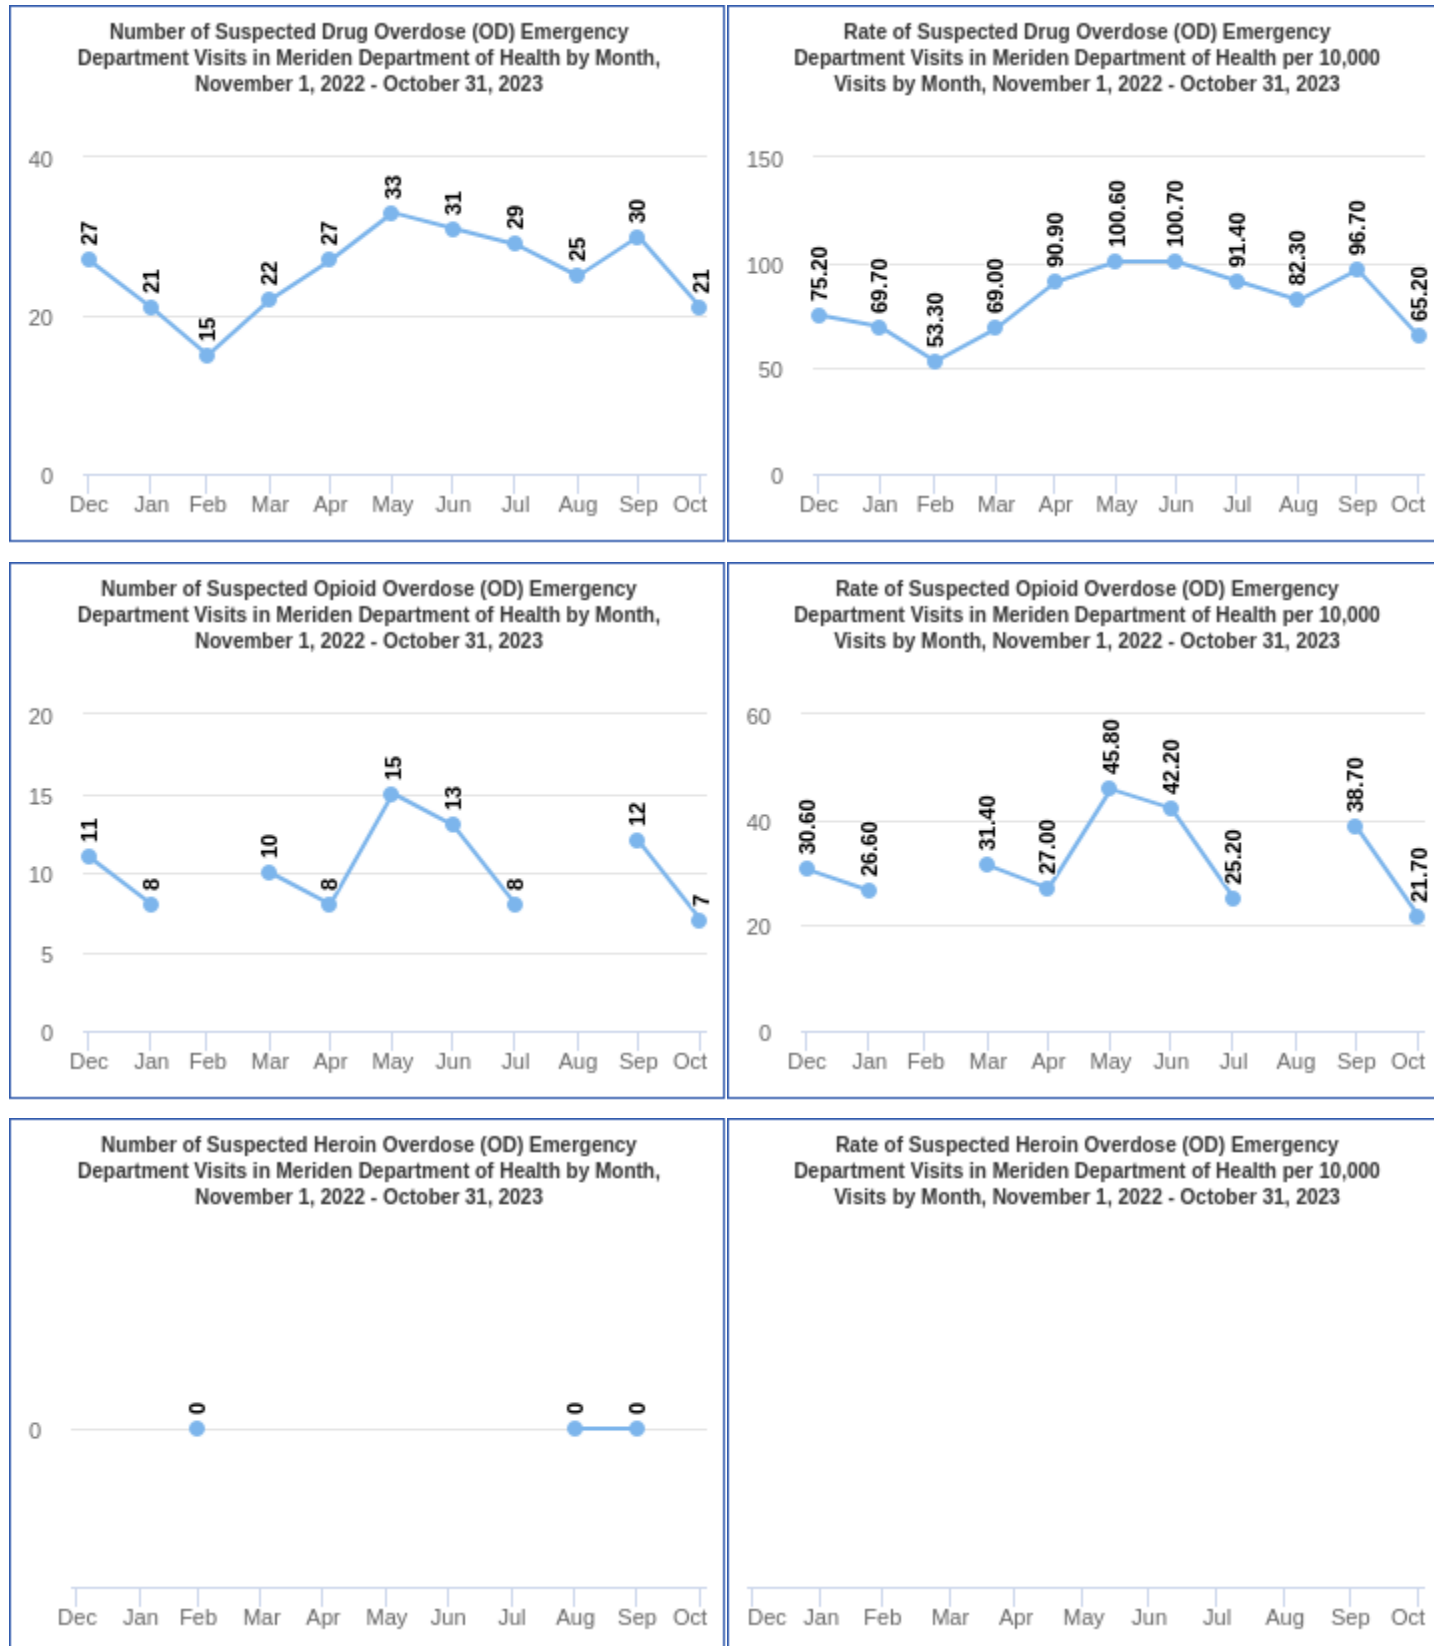 Number of Suspected Drug Overdose (OD) Emergency
Department Visits in Meriden Department of Health by Month,
November 1, 2022 - October 31, 2023
40
20
0
27
21
15
22
27
33
31
29
25
30
21
Dec Jan Feb Mar Apr May Jun Jul Aug Sep Oct
Rate of Suspected Drug Overdose (OD) Emergency
Department Visits in Meriden Department of Health per 10,000
Visits by Month, November 1, 2022 - October 31, 2023
150
100
50
0
75.20
69.70
53.30
69.00
90.90
100.60
100.70
91.40
82.30
96.70
65.20
Dec Jan Feb Mar Apr May Jun Jul Aug Sep Oct
Number of Suspected Opioid Overdose (OD) Emergency
Department Visits in Meriden Department of Health by Month,
November 1, 2022 - October 31, 2023
20
15
10
5
0
11
8
10
8
15
13
8
12
7
Dec Jan Feb Mar Apr May Jun Jul Aug Sep Oct
Rate of Suspected Opioid Overdose (OD) Emergency
Department Visits in Meriden Department of Health per 10,000
Visits by Month, November 1, 2022 - October 31, 2023
60
40
20
0
30.60
26.60
31.40
27.00
45.80
42.20
25.20
38.70
21.70
Dec Jan Feb Mar Apr May Jun Jul Aug Sep Oct
Number of Suspected Heroin Overdose (OD) Emergency
Department Visits in Meriden Department of Health by Month,
November 1, 2022 - October 31, 2023
0
0
0
0
Dec Jan Feb Mar Apr May Jun Jul Aug Sep Oct
Rate of Suspected Heroin Overdose (OD) Emergency
Department Visits in Meriden Department of Health per 10,000
Visits by Month, November 1, 2022 - October 31, 2023
Dec Jan Feb Mar Apr May Jun Jul Aug Sep Oct